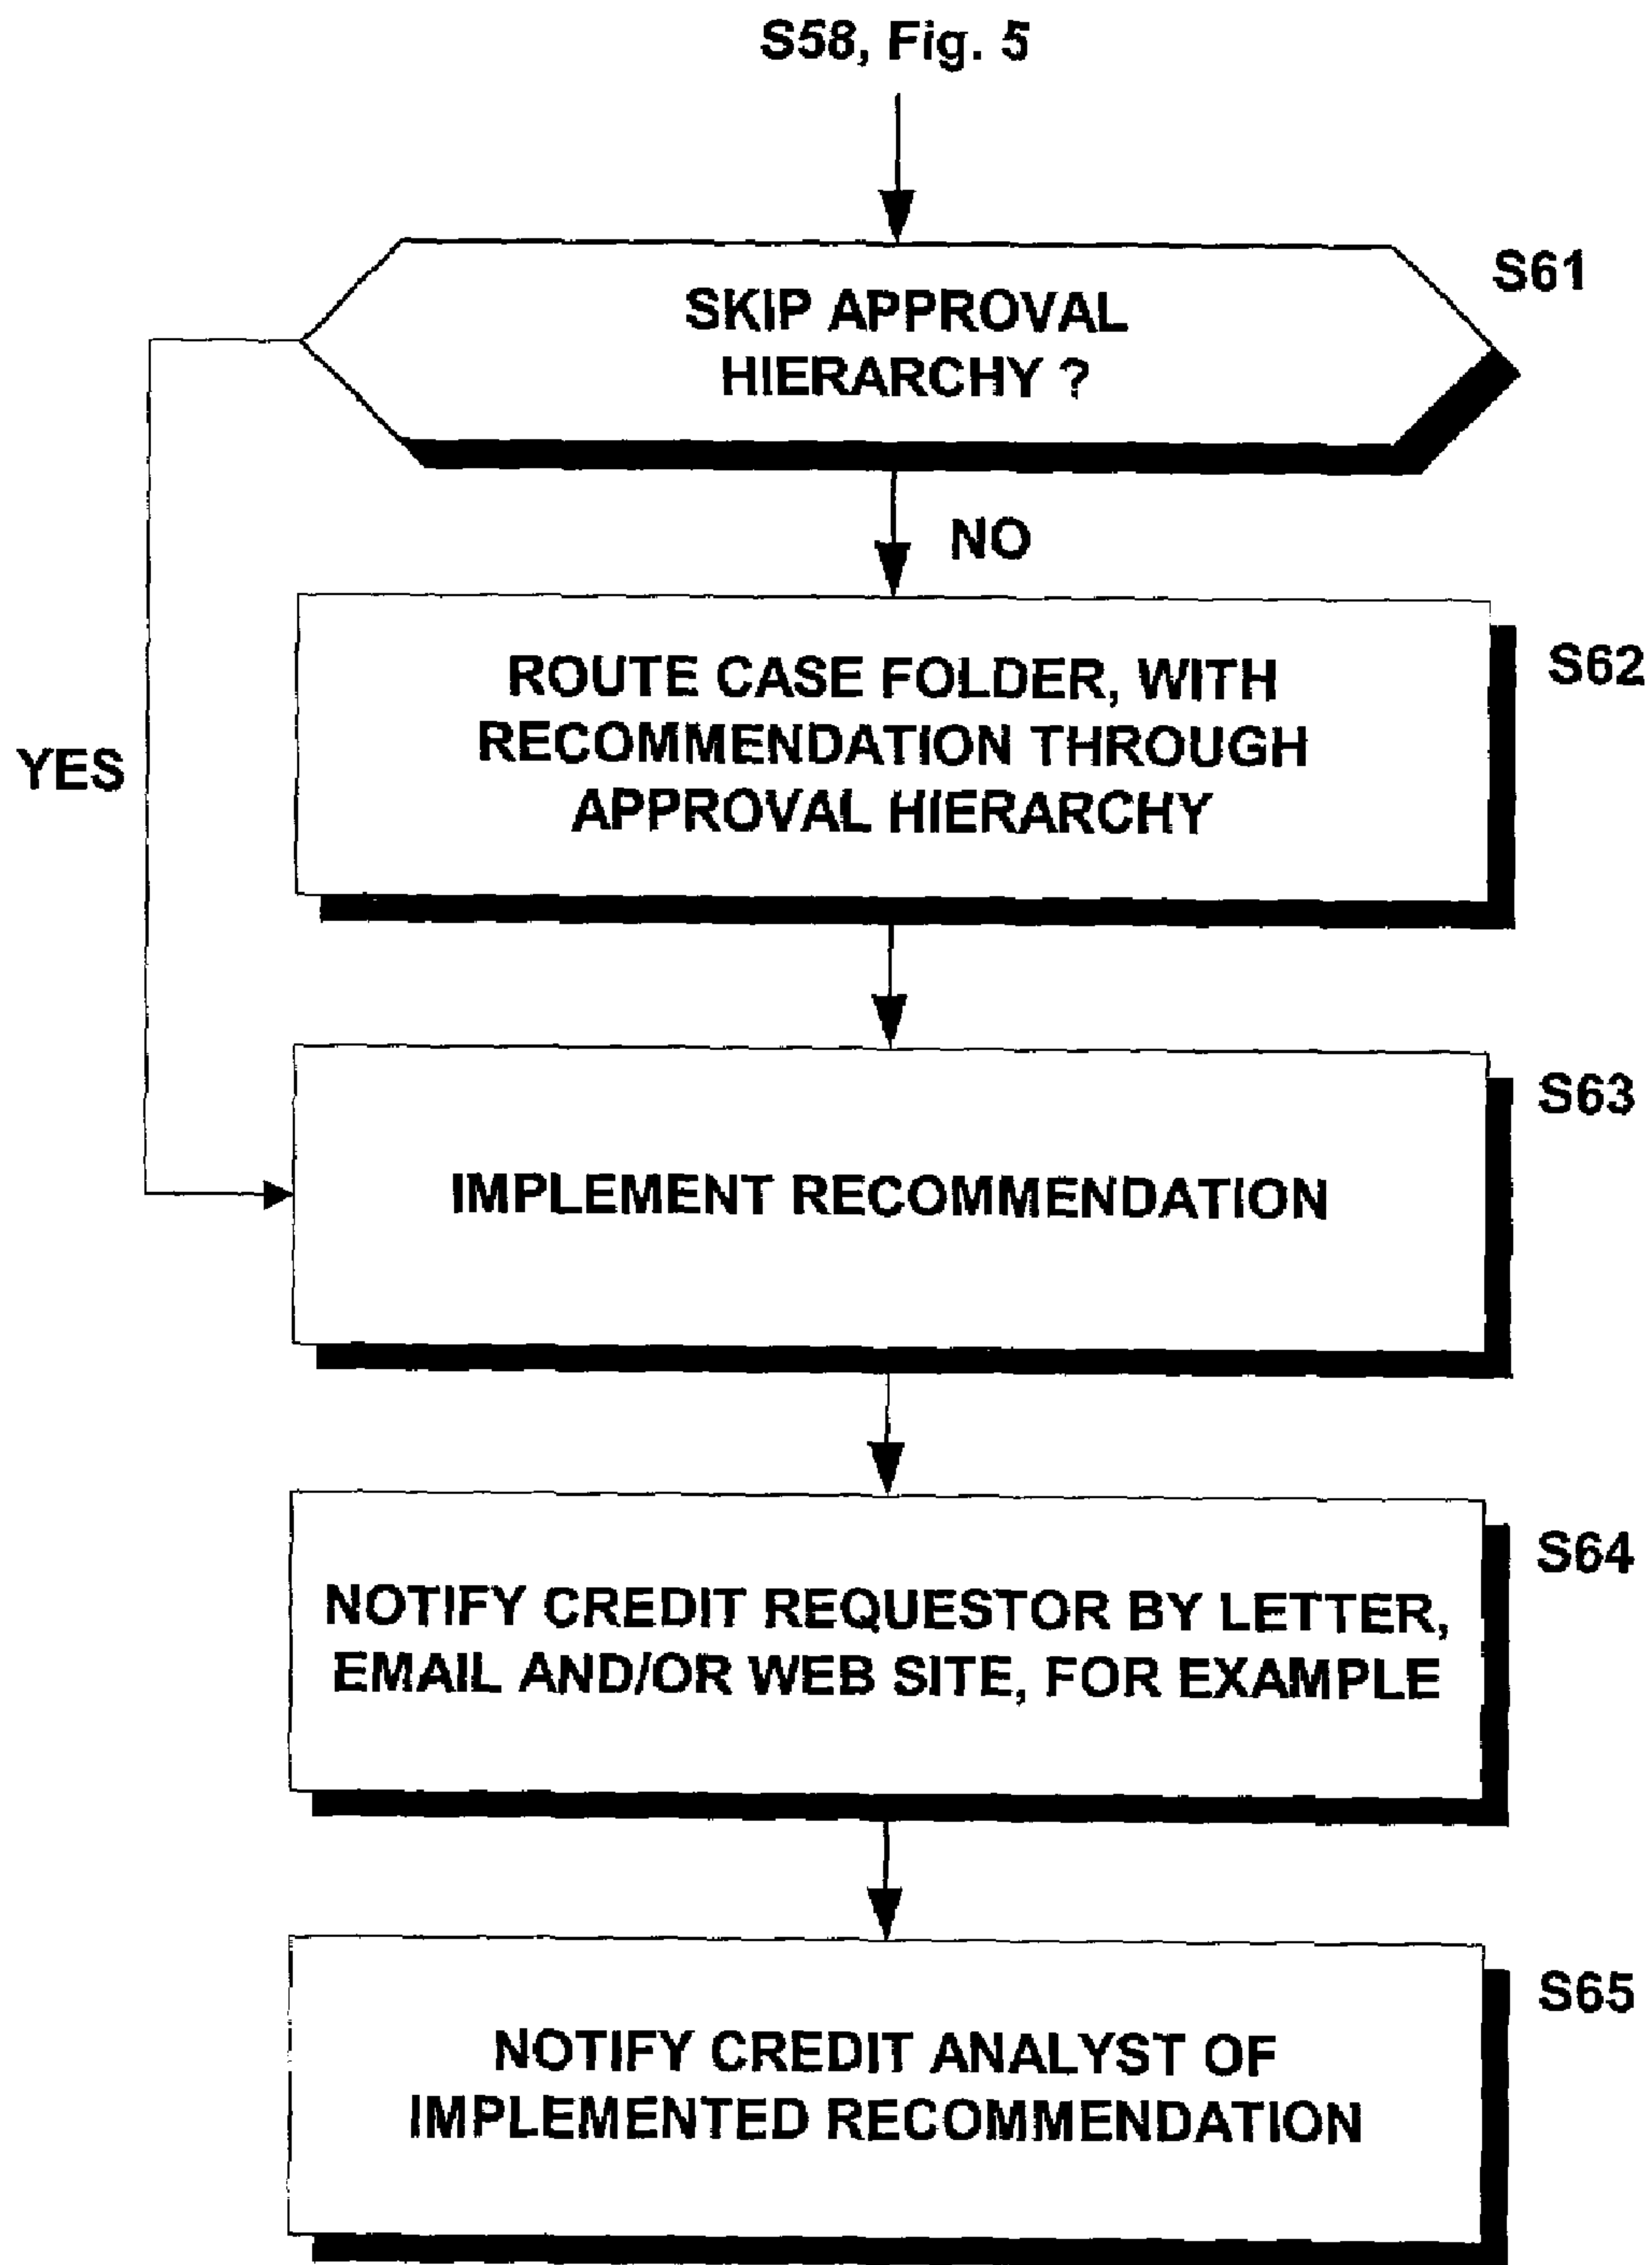 S58, Fig. 5
S61
SKIP APPROVAL
HIERARCHY ?
NO
YES
S62
ROUTE CASE FOLDER, WITH
RECOMMENDATION THROUGH
APPROVAL HIERARCHY
S63
IMPLEMENT RECOMMENDATION
S64
NOTIFY CREDIT REQUESTOR BY LETTER,
EMAIL AND/OR WEB SITE, FOR EXAMPLE
S65
NOTIFY CREDIT ANALYST OF
IMPLEMENTED RECOMMENDATION